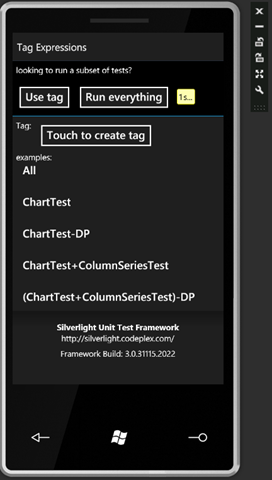 Tag Expressions
looking to run a subset of tests?
Use tag
Run everything
1s...
Tag:
Touch to create tag
examples:
All
ChartTest
ChartTest-DP
ChartTest+ColumnSeriesTest
(ChartTest+ColumnSeriesTest)-DP
Silverlight Unit Test Framework
http://silverlight.codeplex.com/
Framework Build: 3.0.31115.2022